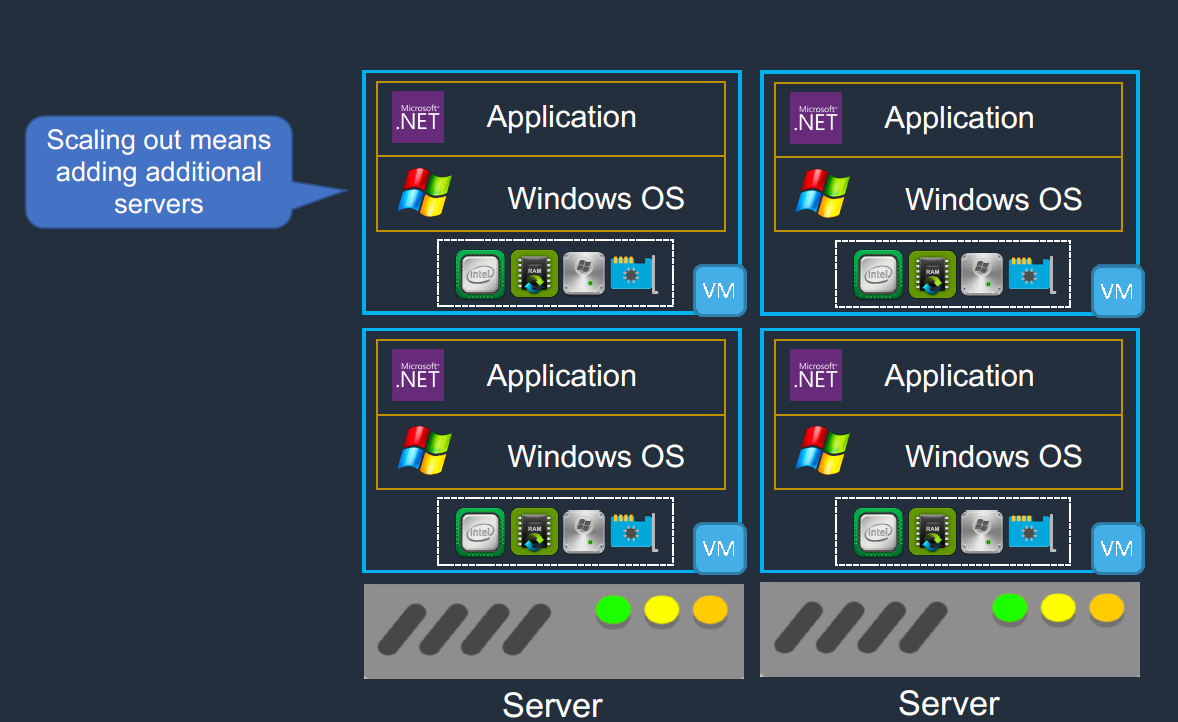 Scaling out means
adding additional
servers
Microsoft®
.NET
Application
Windows OS
intel
RAM
VM
Microsoft®
.NET
Application
Windows OS
intel
RAM
VM
Microsoft®
.NET
Application
Windows OS
intel
RAM
VM
Microsoft®
.NET
Application
Windows OS
intel
RAM
VM
Server
Server